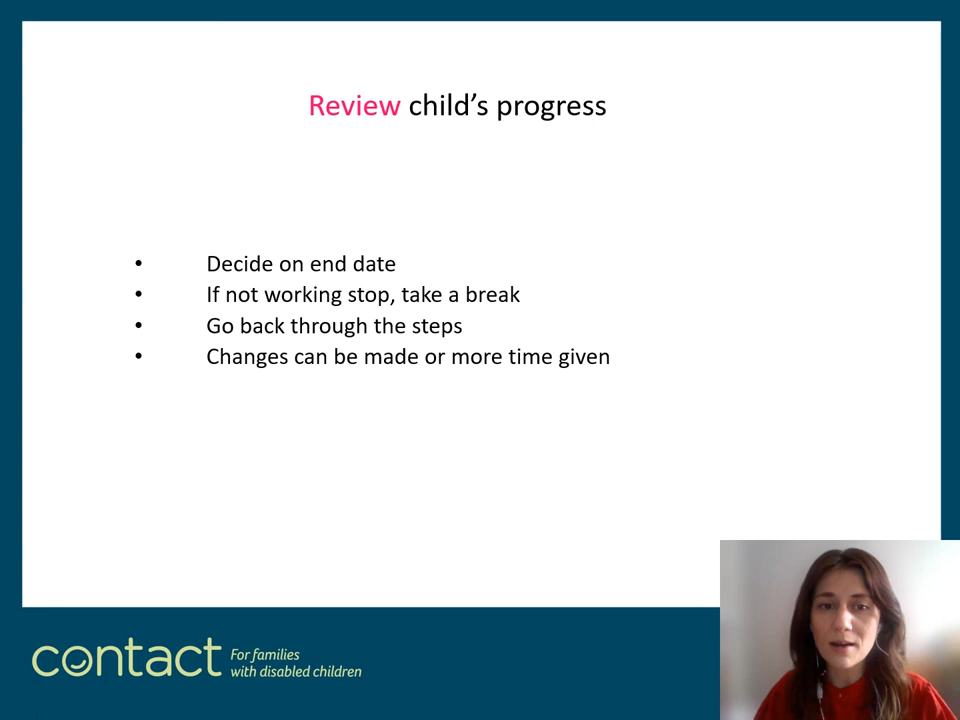 Review child’s progress
• Decide on end date
• If not working stop, take a break
• Go back through the steps
• Changes can be made or more time given
contact
For families
with disabled children